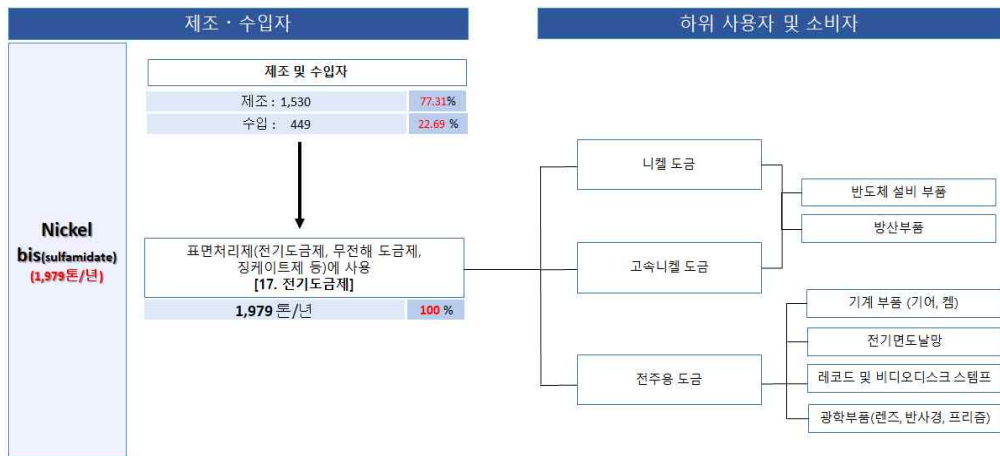 제조 · 수입자
하위 사용자 및 소비자
Nickel
bis(sulfamidate)
(1,979톤/년)
제조 및 수입자
제조 : 1,530 77.31%
수입 : 449 22.69 %
표면처리제(전기도금제, 무전해 도금제,
징케이트제 등)에 사용
[17. 전기도금제]
1,979 톤/년 100 %
니켈 도금
고속니켈 도금
전주용 도금
반도체 설비 부품
방산부품
기계 부품 (기어, 켐)
전기면도날망
레코드 및 비디오디스크 스템프
광학부품(렌즈, 반사경, 프리즘)